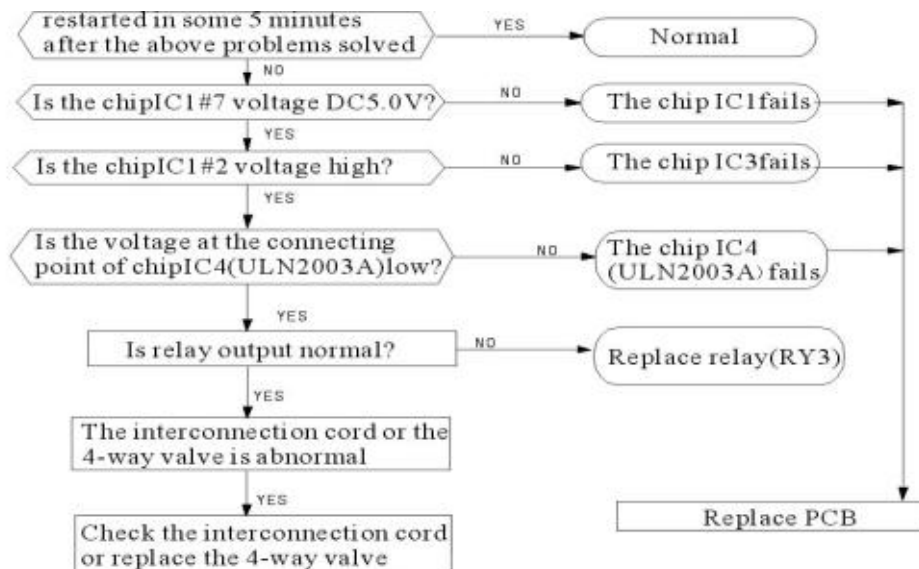 restarted in some 5 minutes
after the above problems solved
YES
Normal
NO
Is the chipIC1#7 voltage DC5.0V?
NO
The chip IC1fails
YES
Is the chipIC1#2 voltage high?
NO
The chip IC3fails
YES
Is the voltage at the connecting
point of chipIC4(ULN2003A)low?
NO
The chip IC4
(ULN2003A)fails
YES
Is relay output normal?
NO
Replace relay(RY3)
YES
The interconnection cord or the
4-way valve is abnormal
YES
Replace PCB
Check the interconnection cord
or replace the 4-way valve